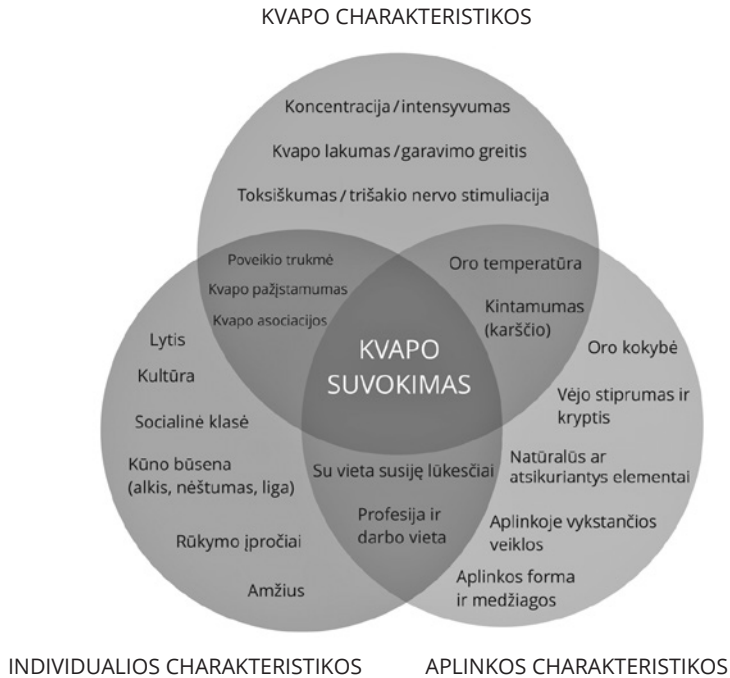 KVAPO CHARAKTERISTIKOS
Koncentracija / intensyvumas
Kvapo lakumas / garavimo greitis
Toksiškumas / trišakio nervo stimuliacija
Poveikio trukmė
Kvapo pažįstamumas
Kvapo asociacijos
Oro temperatūra
Kintamumas
(karščio)
KVAPO
SUVOKIMAS
Lytis
Kultūra
Socialinė klasė
Kūno būsena
(alkis, nėštumas, liga)
Rūkymo įpročiai
Amžius
Su vieta susiję lūkesčiai
Profesija ir
darbo vieta
Oro kokybė
Vėjo stiprumas ir
kryptis
Natūralūs ar
atsikuriantys elementai
Aplinkoje vykstančios
veiklos
Aplinkos forma
ir medžiagos
INDIVIDUALIOS CHARAKTERISTIKOS
APLINKOS CHARAKTERISTIKOS